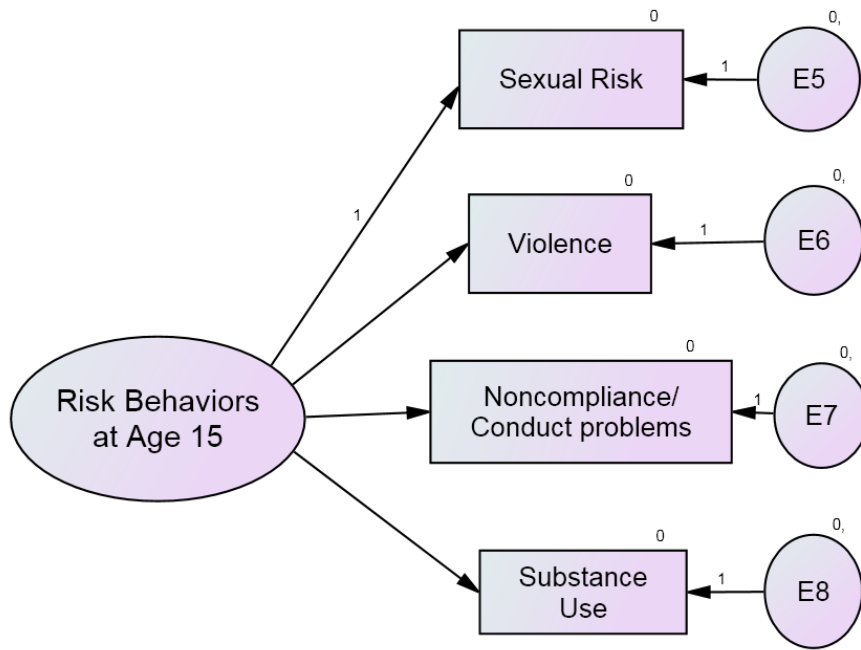 0
0,
Sexual Risk
1
E5
1
0
0,
Violence
1
E6
0
0,
Risk Behaviors
at Age 15
Noncompliance/
Conduct problems
1
E7
0
0,
Substance
Use
1
E8